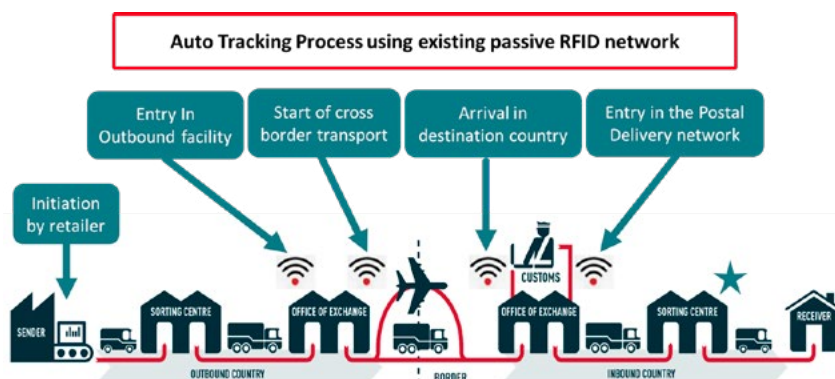 Auto Tracking Process using existing passive RFID network
Entry In
Outbound facility
Start of cross
border transport
Arrival in
destination country
Entry in the Postal
Delivery network
Initiation
by retailer
CUSTOMS
SENDER
SORTING CENTRE
OFFICE OF EXCHANGE
OFFICE OF EXCHANGE
SORTING CENTRE
RECEIVER
OUTBOUND COUNTRY
BORDER
INBOUND COUNTRY